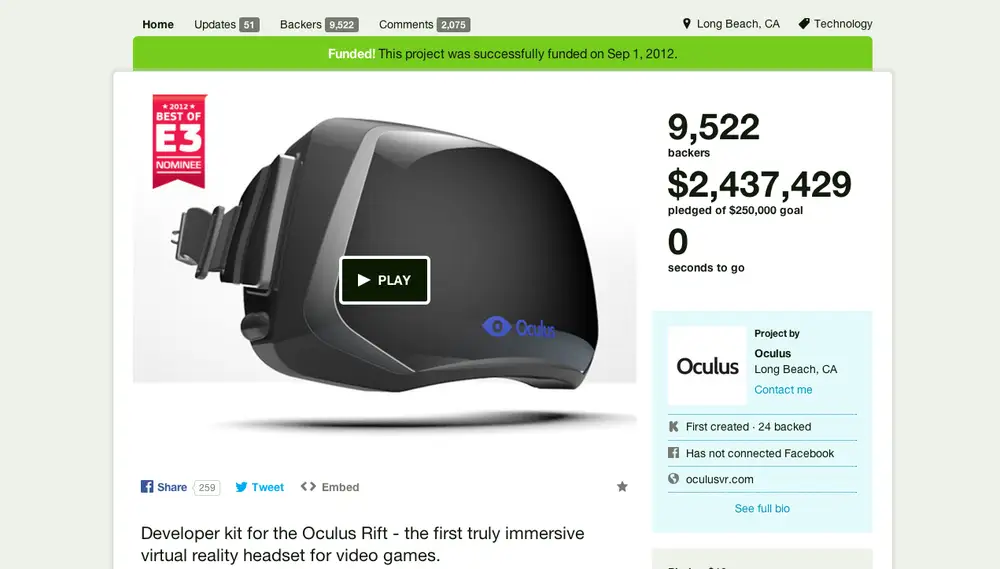 Home Updates 51 Backers 9,522 Comments 2,075 Long Beach, CA Technology
Funded! This project was successfully funded on Sep 1, 2012.
★ 2012 ★
BEST OF
E3
NOMINEE
PLAY
Oculus
9,522
backers
$2,437,429
pledged of $250,000 goal
0
seconds to go
Oculus
Project by
Oculus
Long Beach, CA
Contact me
First created · 24 backed
Has not connected Facebook
oculusvr.com
See full bio
Share 259 Tweet Embed
Developer kit for the Oculus Rift - the first truly immersive
virtual reality headset for video games.